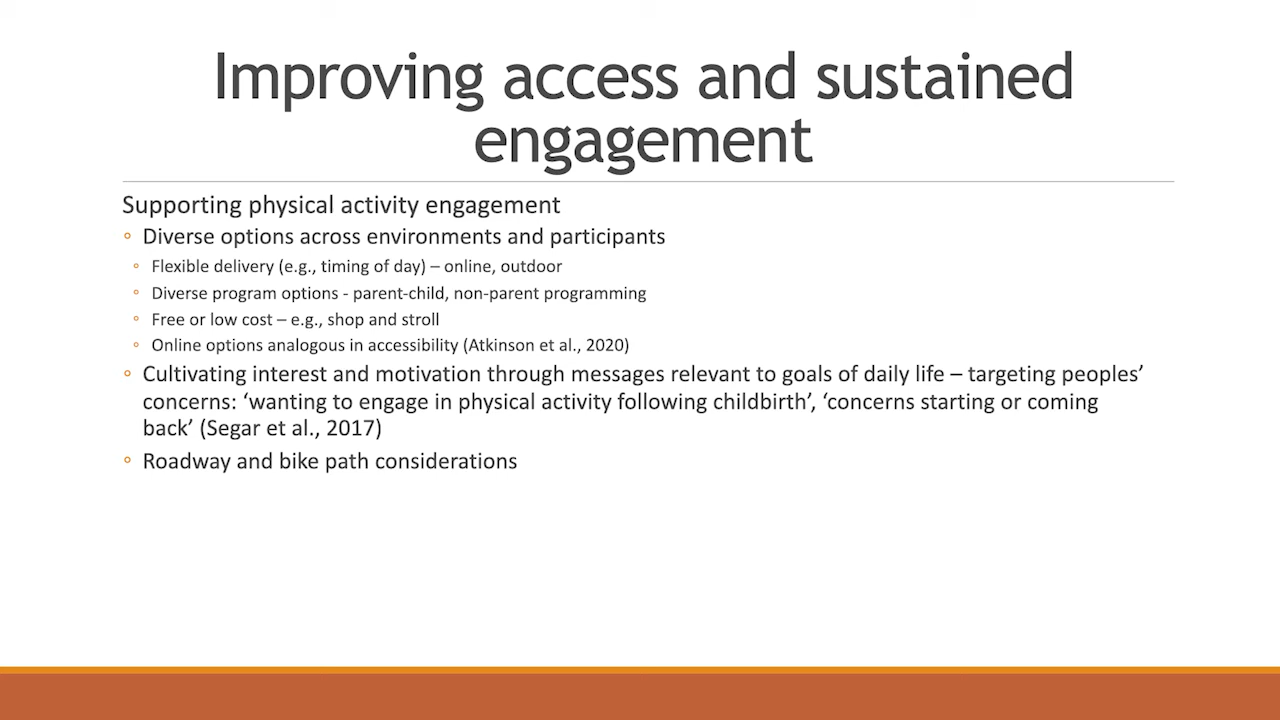 Improving access and sustained
engagement
Supporting physical activity engagement
◦ Diverse options across environments and participants
◦ Flexible delivery (e.g., timing of day) – online, outdoor
◦ Diverse program options - parent-child, non-parent programming
◦ Free or low cost – e.g., shop and stroll
◦ Online options analogous in accessibility (Atkinson et al., 2020)
◦ Cultivating interest and motivation through messages relevant to goals of daily life – targeting peoples’
concerns: ‘wanting to engage in physical activity following childbirth’, ‘concerns starting or coming
back’ (Segar et al., 2017)
◦ Roadway and bike path considerations